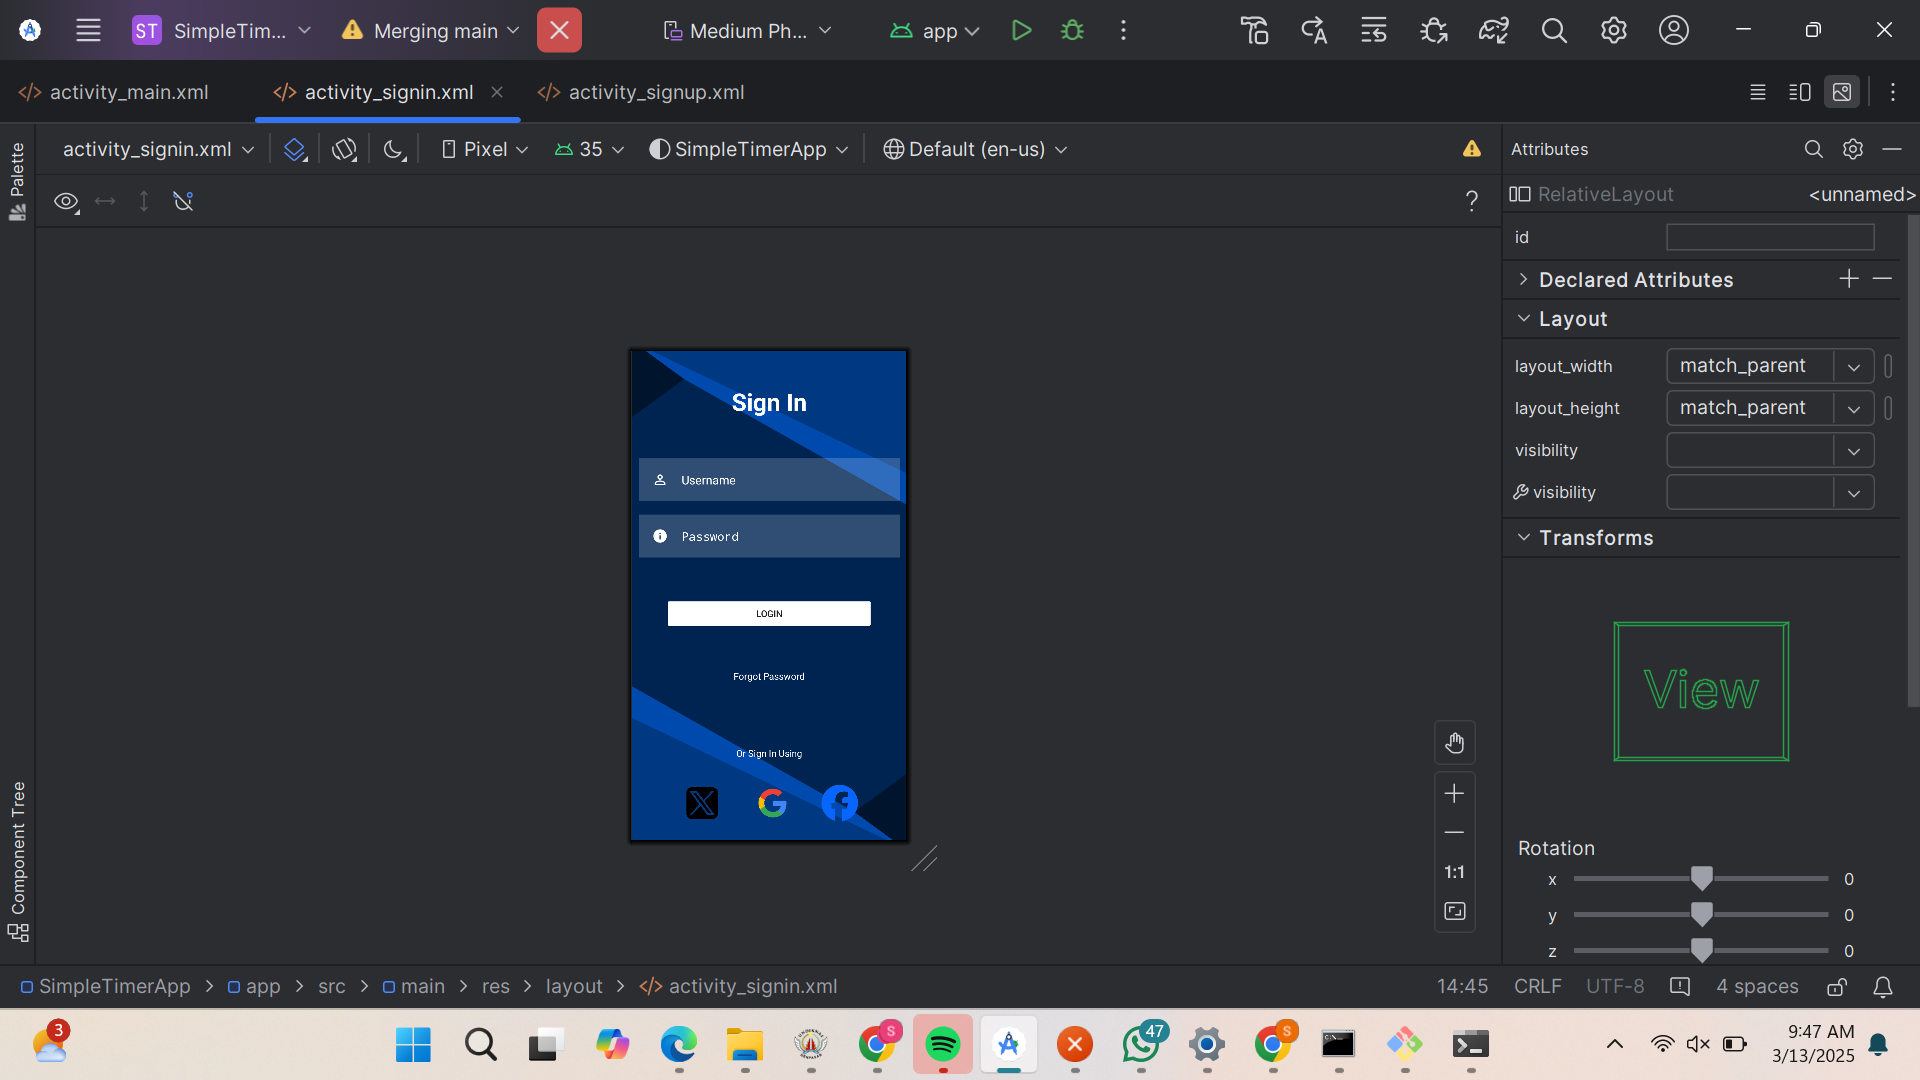 ST SimpleTim... Merging main Medium Ph... app
activity_main.xml activity_signin.xml activity_signup.xml
activity_signin.xml Pixel 35 SimpleTimerApp Default (en-us) Attributes
RelativeLayout <unnamed>
id
Declared Attributes
Layout
layout_width match_parent
layout_height match_parent
visibility
visibility
Transforms
View
Rotation
x 0
y 0
z 0
Palette
Component Tree
Sign In
Username
Password
LOGIN
Forgot Password
Or Sign In Using
1:1
SimpleTimerApp > app > src > main > res > layout > activity_signin.xml 14:45 CRLF UTF-8 4 spaces
3 S 47 S 9:47 AM
3/13/2025